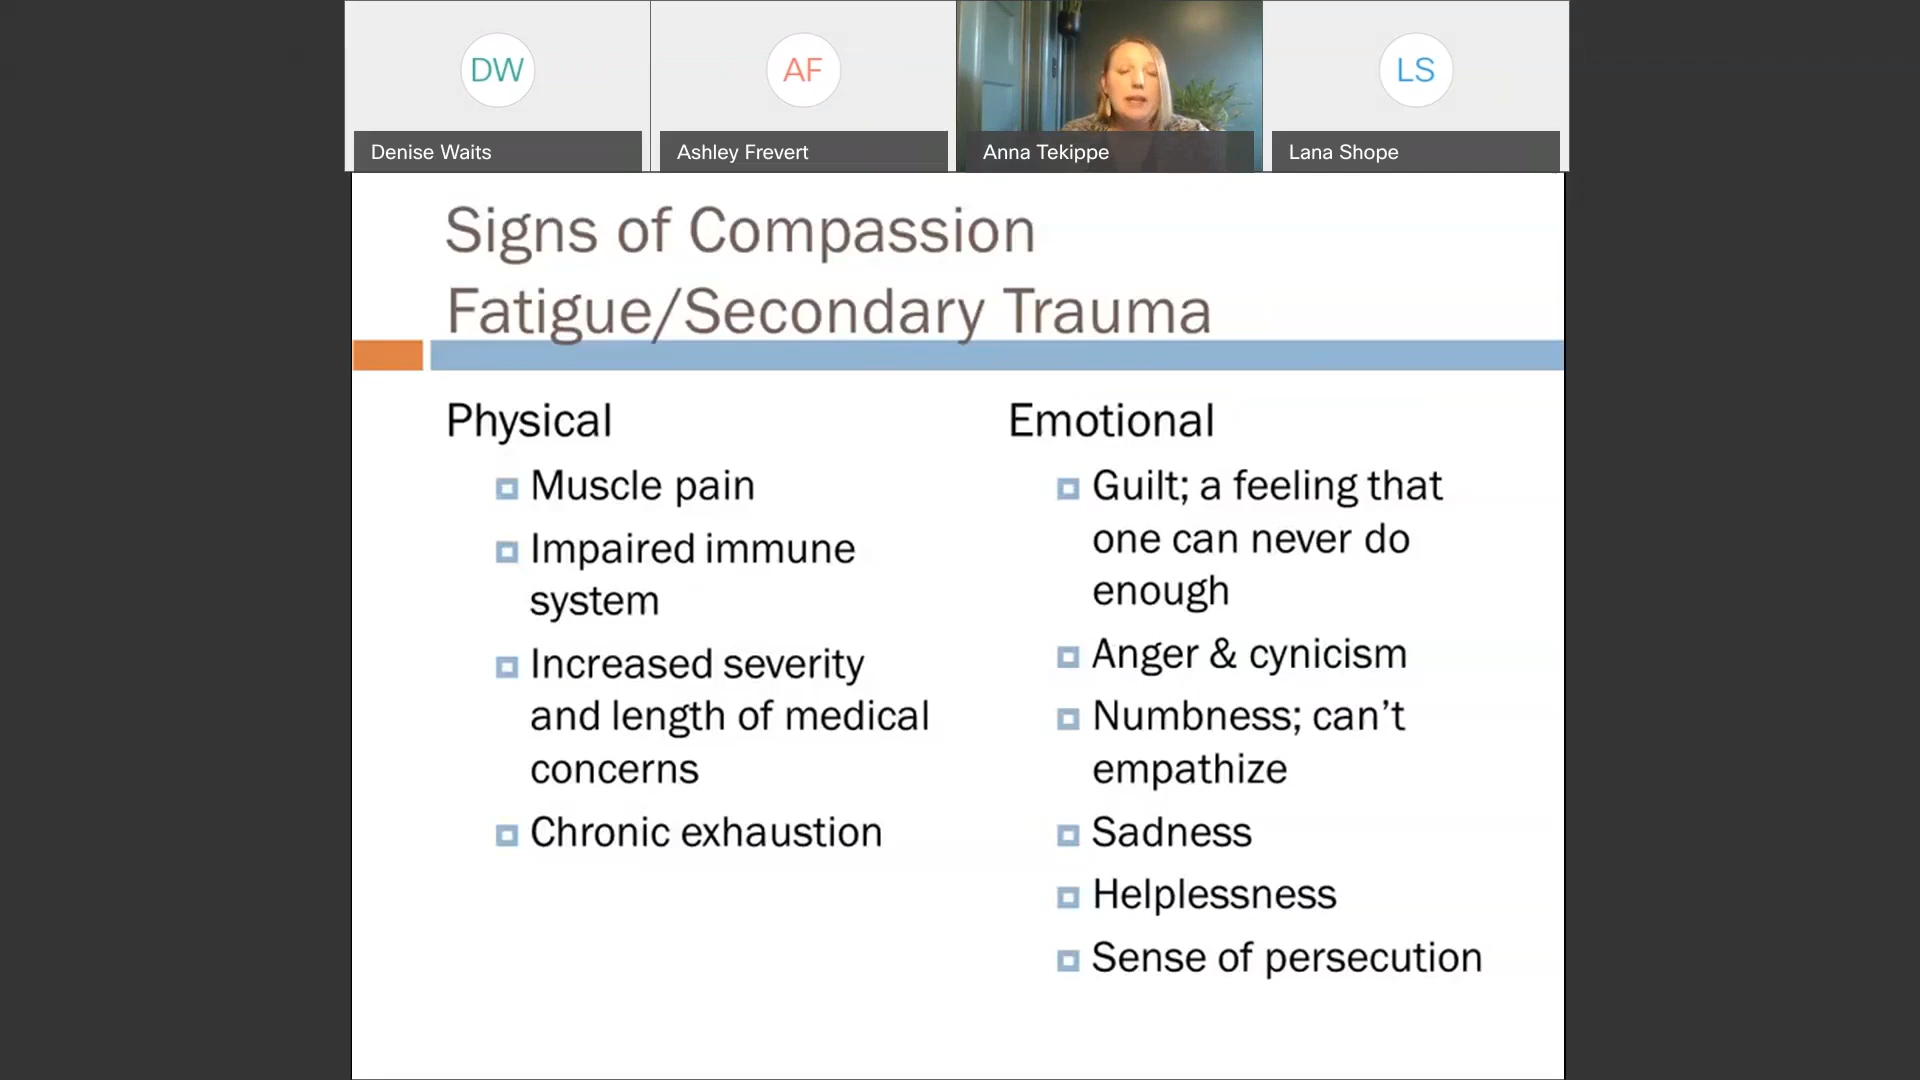 DW
AF
LS
Denise Waits
Ashley Frevert
Anna Tekippe
Lana Shope
Signs of Compassion
Fatigue/Secondary Trauma
Physical
Muscle pain
Impaired immune
system
Increased severity
and length of medical
concerns
Chronic exhaustion
Emotional
Guilt; a feeling that
one can never do
enough
Anger & cynicism
Numbness; can’t
empathize
Sadness
Helplessness
Sense of persecution